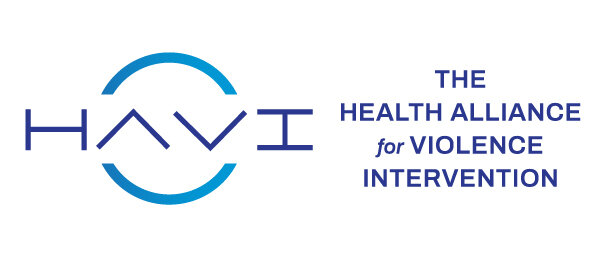 HAVI
THE
HEALTH ALLIANCE
for VIOLENCE
INTERVENTION